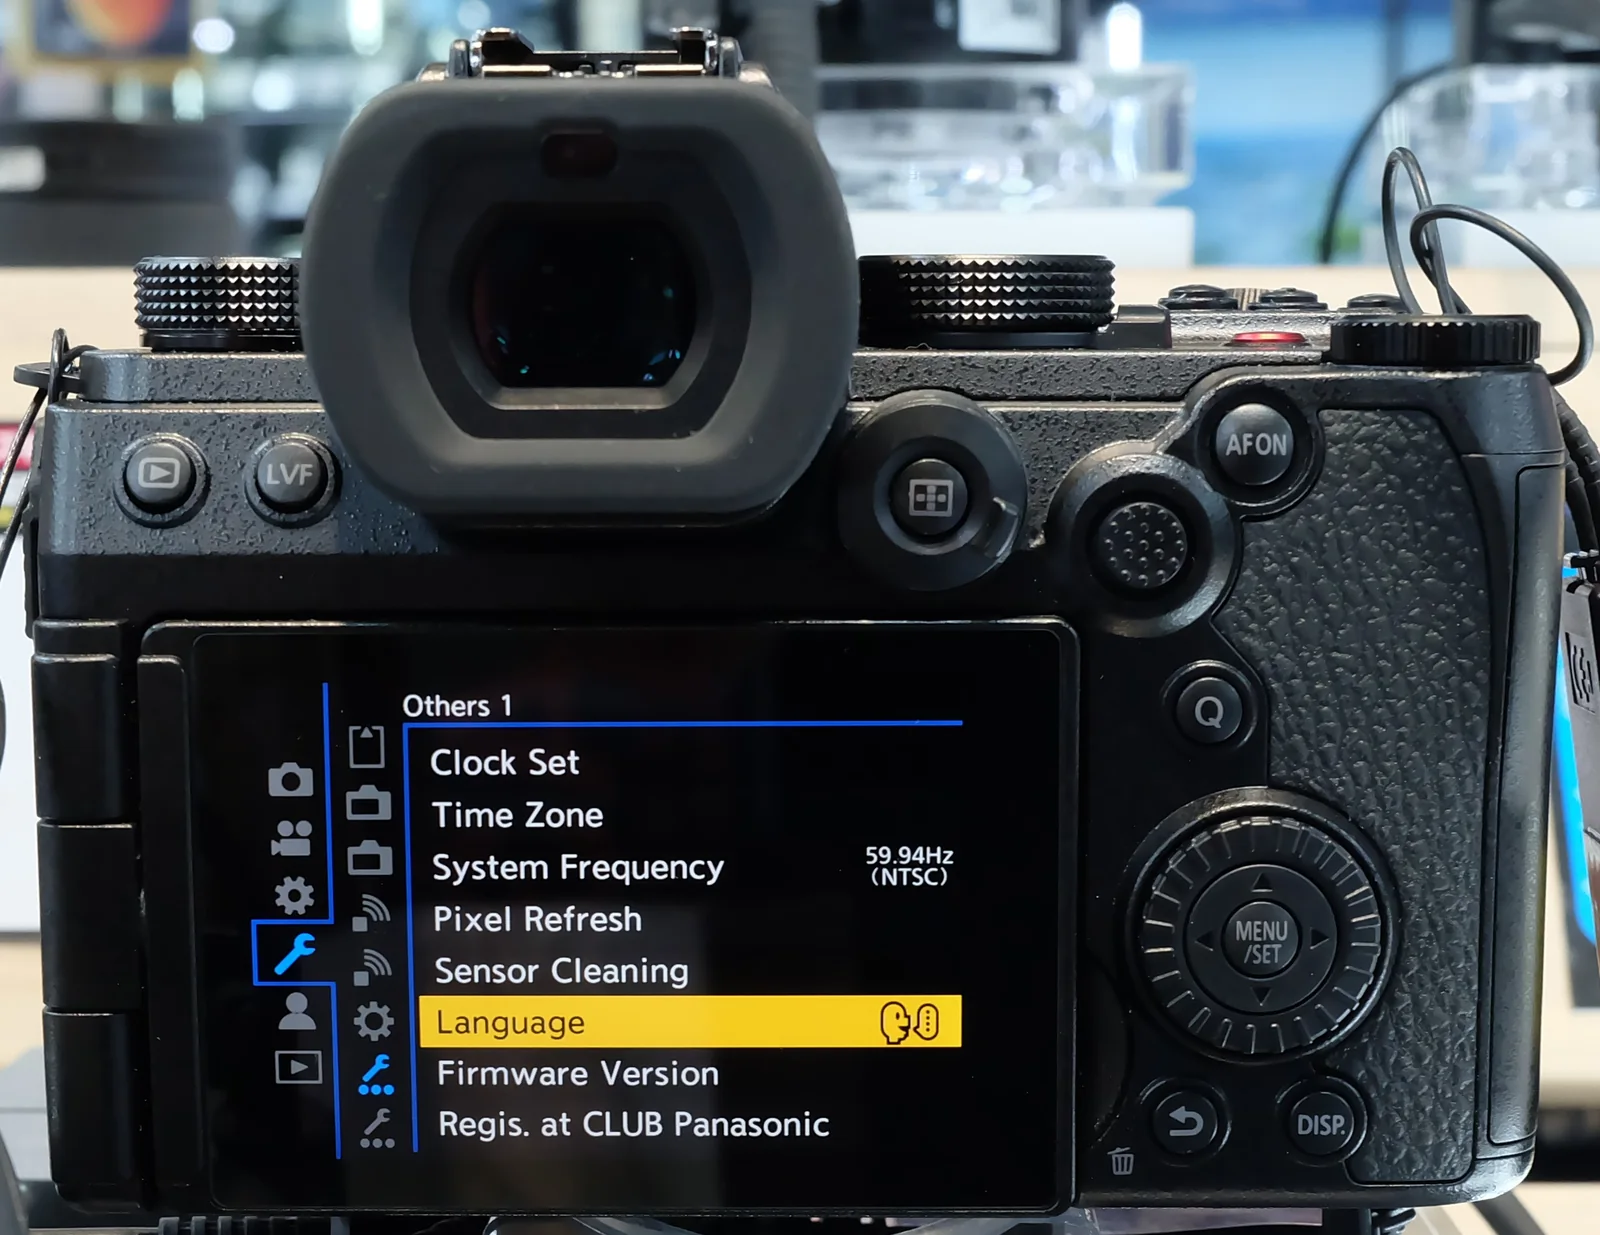 LVF
AF ON
Q
Others 1
Clock Set
Time Zone
System Frequency 59.94Hz
(NTSC)
Pixel Refresh
Sensor Cleaning
Language
Firmware Version
Regis. at CLUB Panasonic
MENU
/SET
DISP.